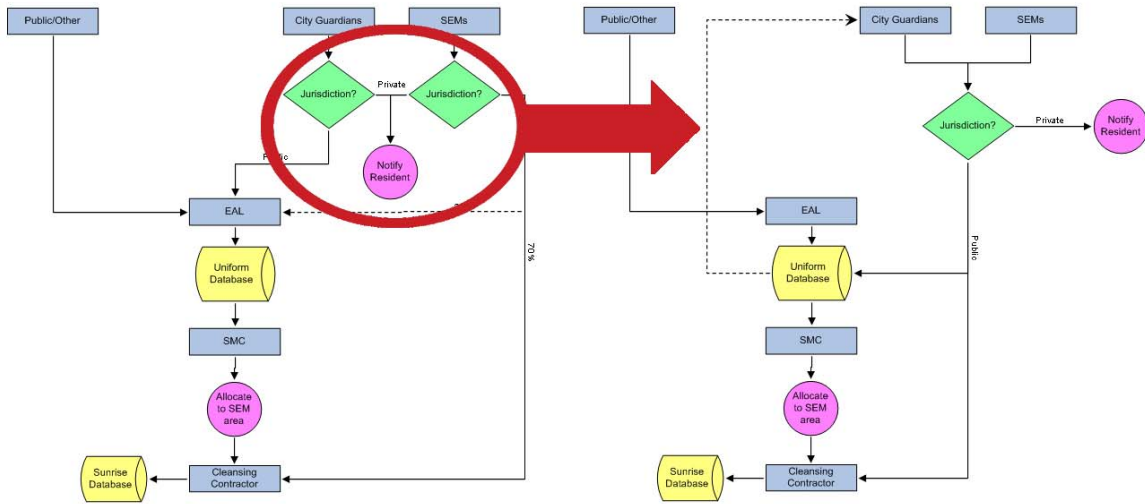 Public/Other
City Guardians
SEMs
Jurisdiction?
Private
Jurisdiction?
Public
Notify
Resident
EAL
70%
Uniform
Database
SMC
Allocate
to SEM
area
Sunrise
Database
Cleansing
Contractor
Public/Other
City Guardians
SEMs
Jurisdiction?
Private
Notify
Resident
EAL
Public
Uniform
Database
SMC
Allocate
to SEM
area
Sunrise
Database
Cleansing
Contractor